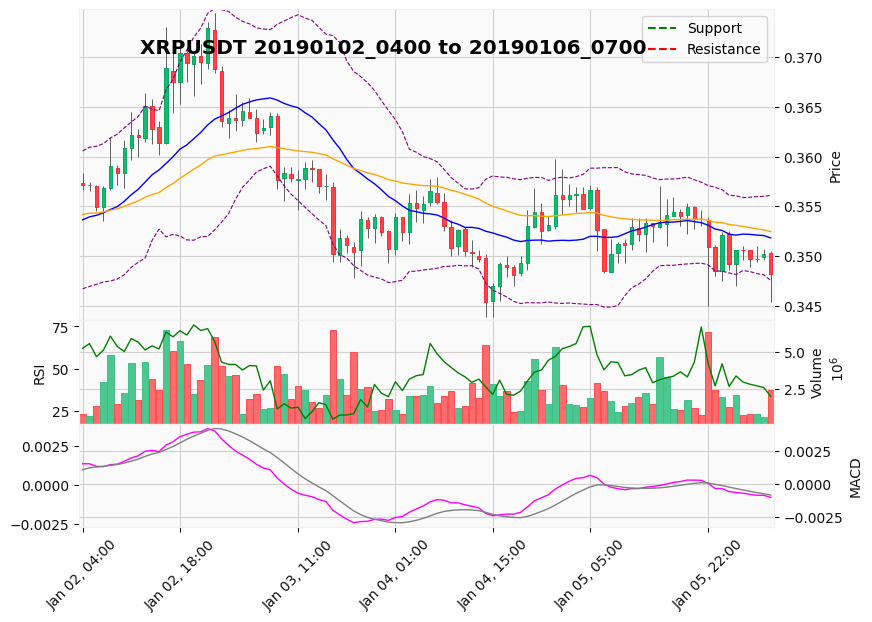 XRPUSDT 20190102_0400 to 20190106_0700
Support
Resistance
0.370
0.365
0.360
0.355
0.350
0.345
Price
75
50
25
RSI
5.0
2.5
Volume
10^6
0.0025
0.0000
−0.0025
0.0025
0.0000
−0.0025
MACD
Jan 02, 04:00
Jan 02, 18:00
Jan 03, 11:00
Jan 04, 01:00
Jan 04, 15:00
Jan 05, 05:00
Jan 05, 22:00